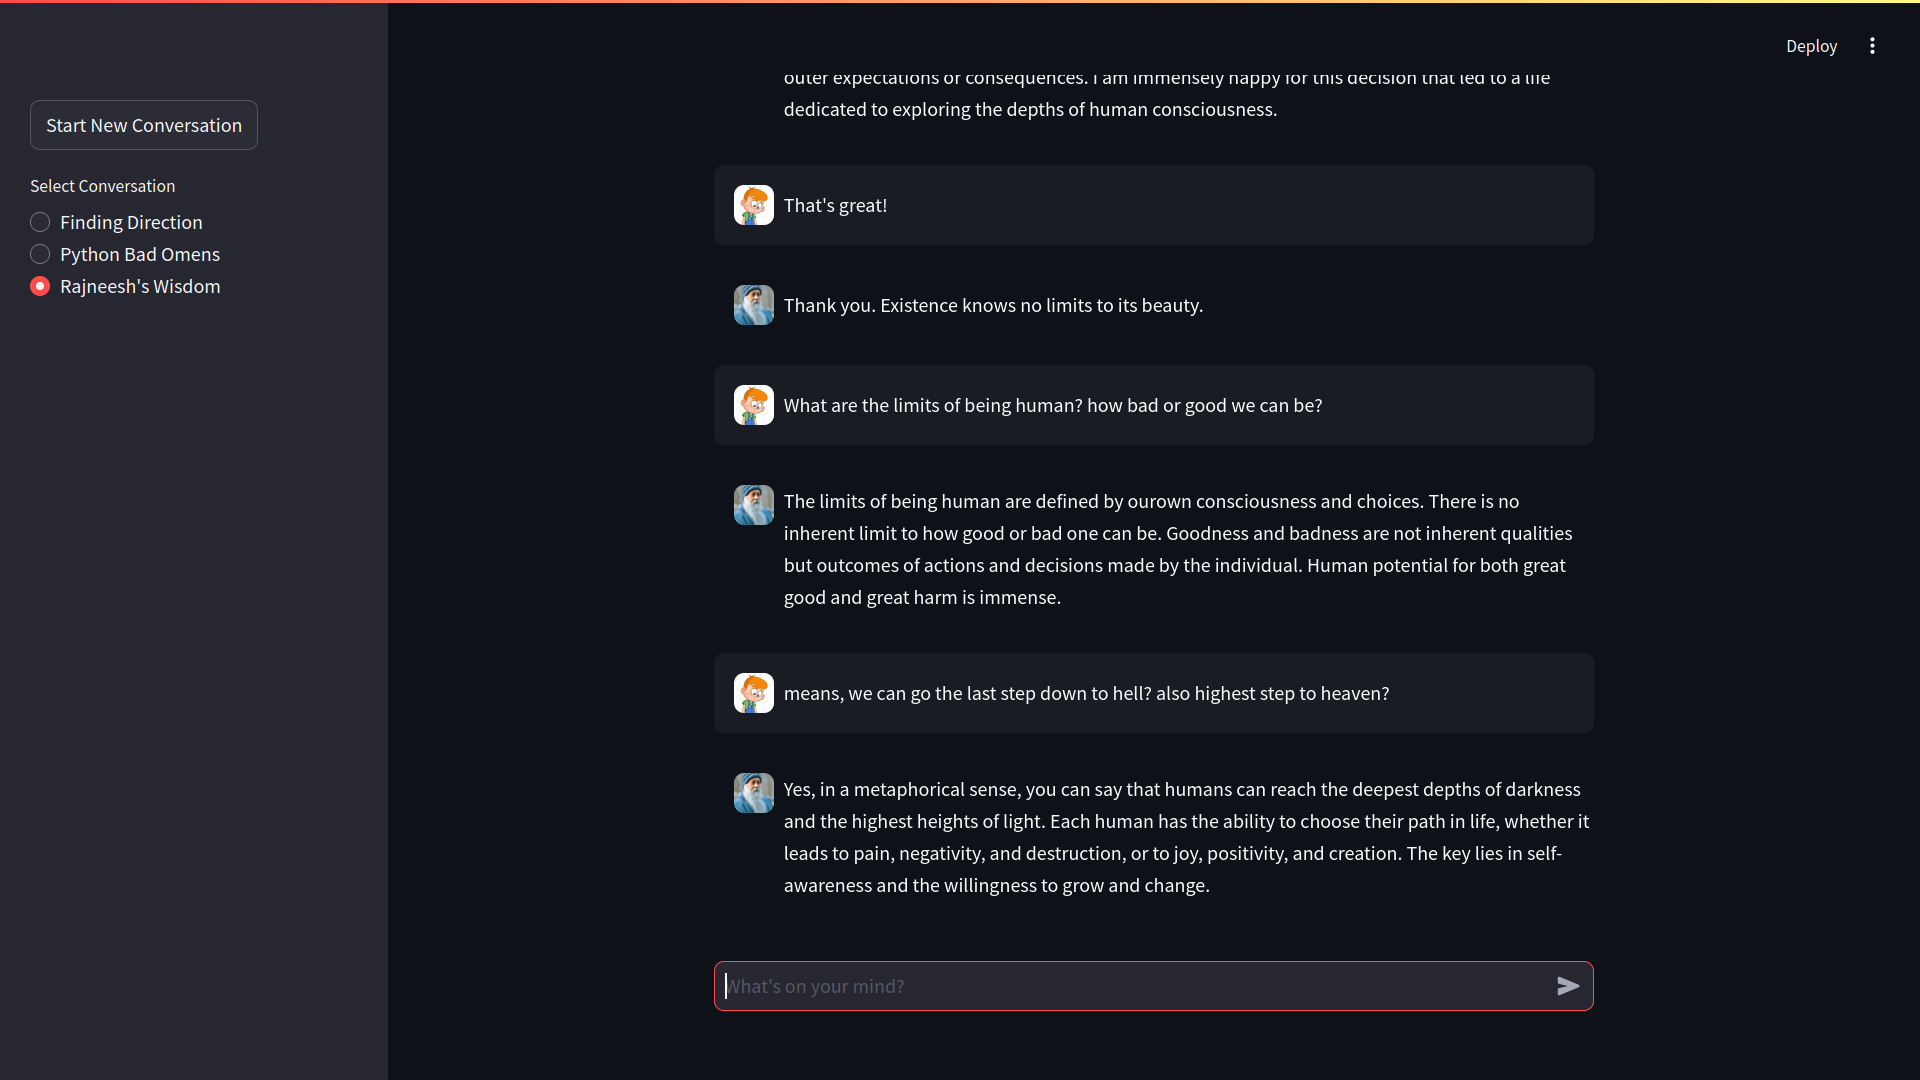 Deploy
Start New Conversation
Select Conversation
Finding Direction
Python Bad Omens
Rajneesh's Wisdom
outer expectations or consequences. I am immensely happy for this decision that led to a life
dedicated to exploring the depths of human consciousness.
That's great!
Thank you. Existence knows no limits to its beauty.
What are the limits of being human? how bad or good we can be?
The limits of being human are defined by ourown consciousness and choices. There is no
inherent limit to how good or bad one can be. Goodness and badness are not inherent qualities
but outcomes of actions and decisions made by the individual. Human potential for both great
good and great harm is immense.
means, we can go the last step down to hell? also highest step to heaven?
Yes, in a metaphorical sense, you can say that humans can reach the deepest depths of darkness
and the highest heights of light. Each human has the ability to choose their path in life, whether it
leads to pain, negativity, and destruction, or to joy, positivity, and creation. The key lies in self-
awareness and the willingness to grow and change.
What's on your mind?